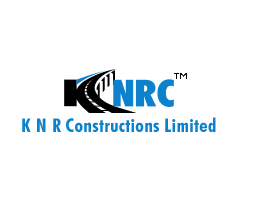 KNRC™
K N R Constructions Limited